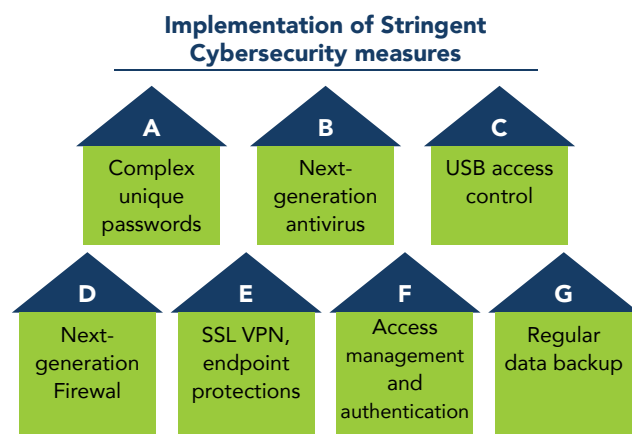 Implementation of Stringent
Cybersecurity measures
A
B
C
Complex
unique
passwords
Next-
generation
antivirus
USB access
control
D
E
F
G
Next-
generation
Firewal
SSL VPN,
endpoint
protections
Access
management
and
authentication
Regular
data backup